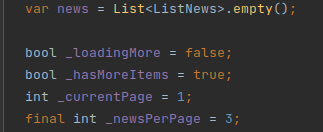 var news = List<ListNews>.empty();
bool _loadingMore = false;
bool _hasMoreItems = true;
int _currentPage = 1;
final int _newsPerPage = 3;